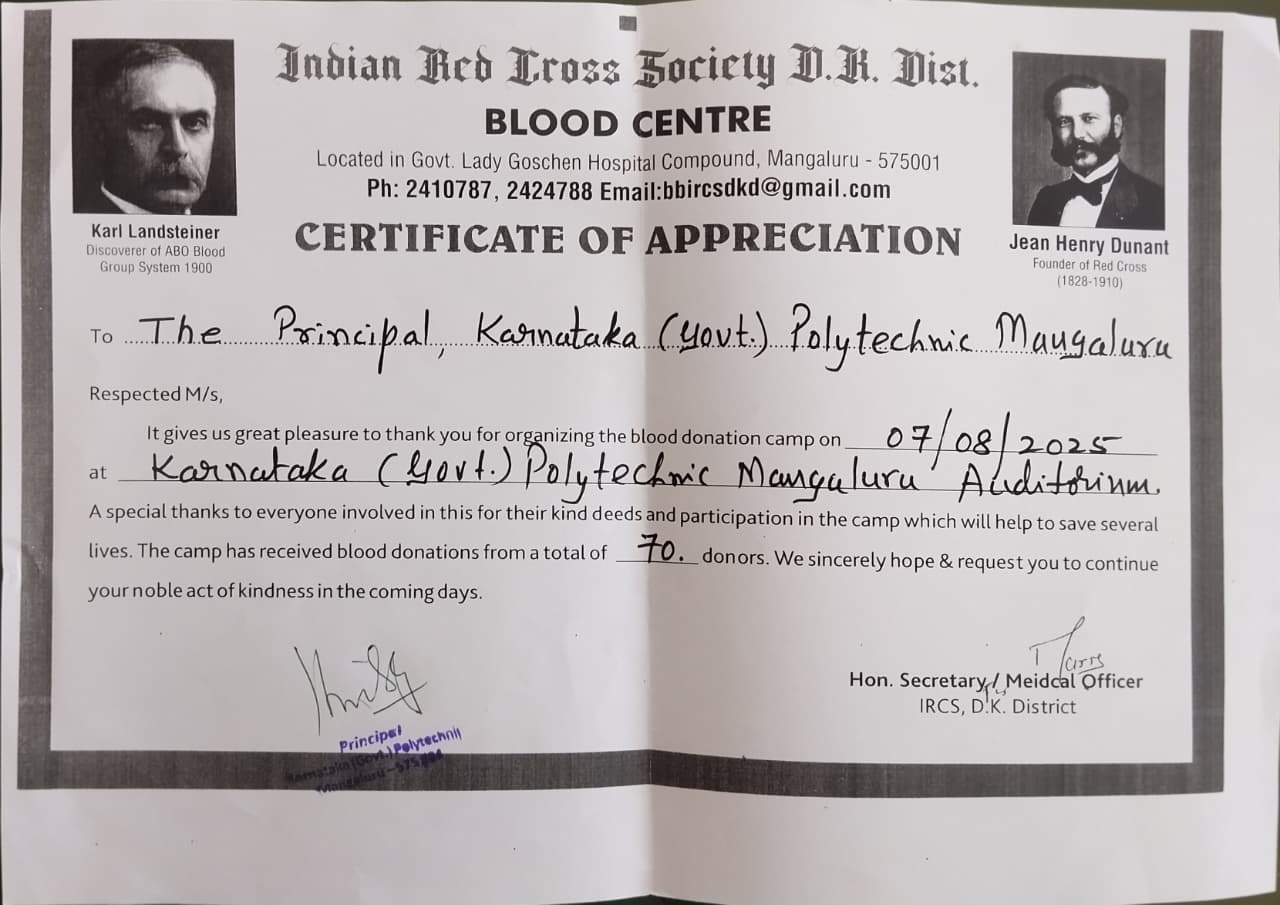 Indian Red Cross Society D.K. Dist.
BLOOD CENTRE
Located in Govt. Lady Goschen Hospital Compound, Mangaluru - 575001
Ph: 2410787, 2424788 Email:bbircsdkd@gmail.com
CERTIFICATE OF APPRECIATION
Karl Landsteiner
Discoverer of ABO Blood
Group System 1900
Jean Henry Dunant
Founder of Red Cross
(1828-1910)
To The Principal, Karnataka (Govt.) Polytechnic Mangaluru
Respected M/s,
It gives us great pleasure to thank you for organizing the blood donation camp on 07/08/2025
at Karnataka (Govt.) Polytechnic Mangaluru Auditorium.
A special thanks to everyone involved in this for their kind deeds and participation in the camp which will help to save several
lives. The camp has received blood donations from a total of 70. donors. We sincerely hope & request you to continue
your noble act of kindness in the coming days.
Hon. Secretary / Meidcal Officer
IRCS, D.K. District
Principal
Karnataka (Govt.) Polytechnic
Mangaluru - 575